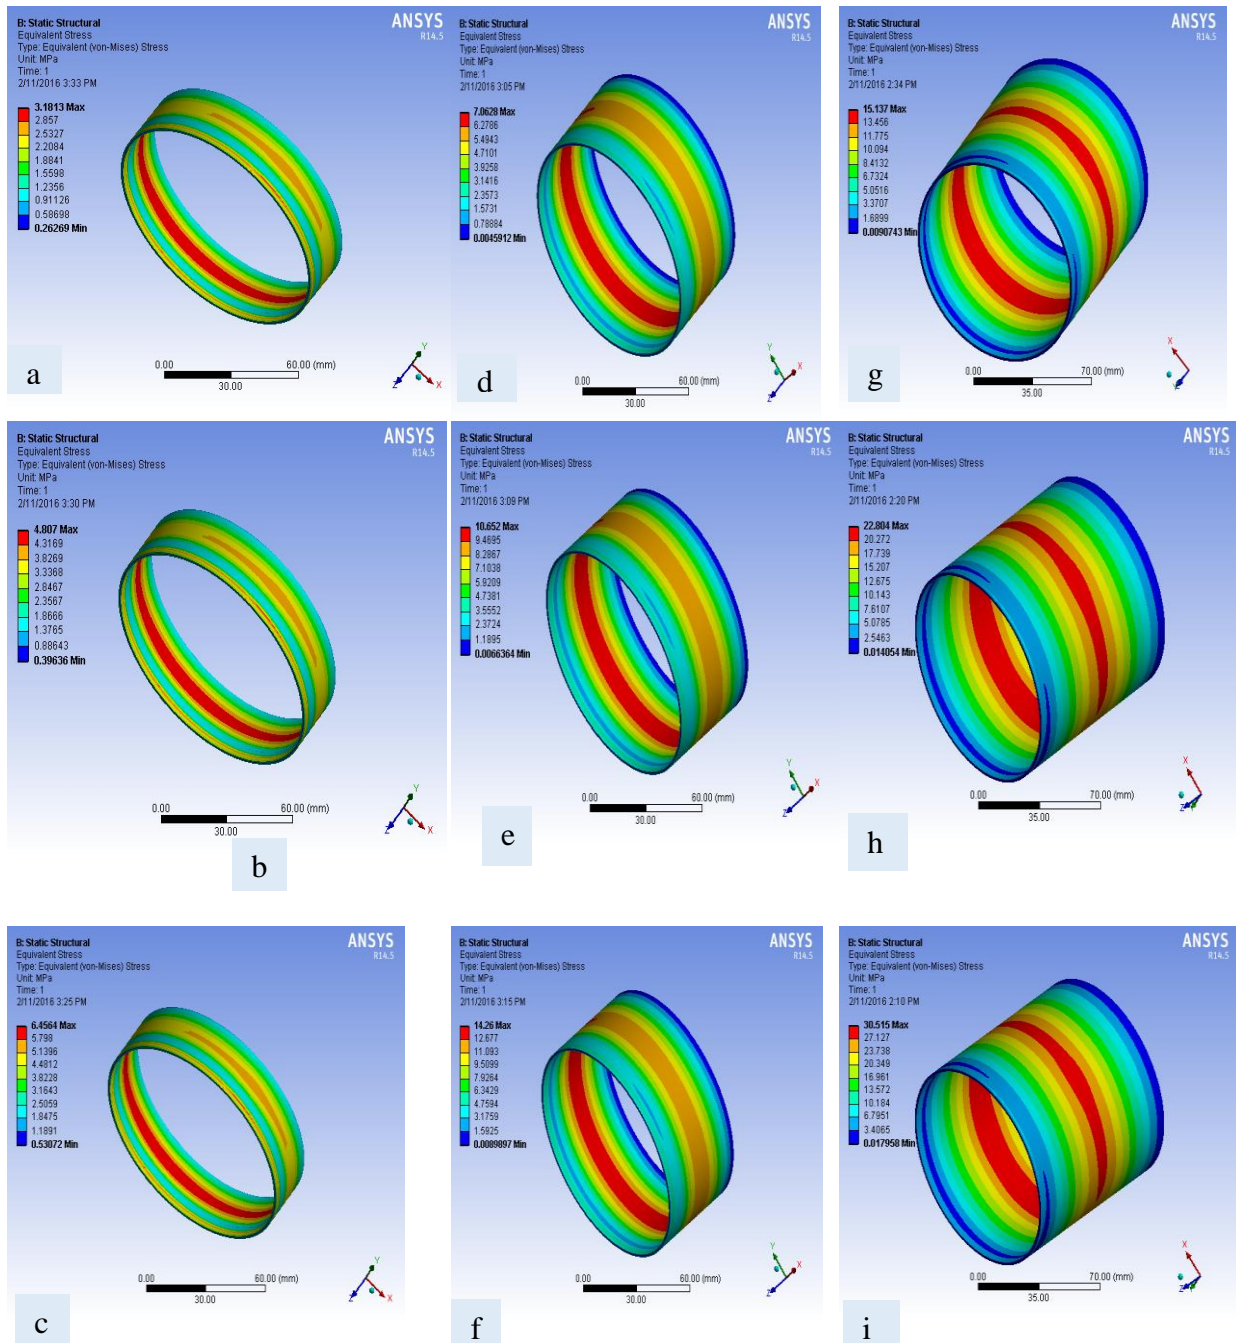 B: Static Structural
Equivalent Stress
Type: Equivalent (von-Mises) Stress
Unit: MPa
Time: 1
2/11/2016 3:33 PM
ANSYS
R14.5
3.1813 Max
2.857
2.5327
2.2084
1.8841
1.5598
1.2356
0.91126
0.58698
0.26269 Min
0.00
60.00 (mm)
30.00
Y
Z
X
a
B: Static Structural
Equivalent Stress
Type: Equivalent (von-Mises) Stress
Unit: MPa
Time: 1
2/11/2016 3:05 PM
ANSYS
R14.5
7.0628 Max
6.2786
5.4943
4.7101
3.9258
3.1416
2.3573
1.5731
0.78884
0.0045912 Min
0.00
60.00 (mm)
30.00
Y
X
Z
d
B: Static Structural
Equivalent Stress
Type: Equivalent (von-Mises) Stress
Unit: MPa
Time: 1
2/11/2016 2:34 PM
ANSYS
R14.5
15.137 Max
13.456
11.775
10.094
8.4132
6.7324
5.0516
3.3707
1.6899
0.0090743 Min
0.00
70.00 (mm)
35.00
X
Z
g
B: Static Structural
Equivalent Stress
Type: Equivalent (von-Mises) Stress
Unit: MPa
Time: 1
2/11/2016 3:30 PM
ANSYS
R14.5
4.807 Max
4.3169
3.8269
3.3368
2.8467
2.3567
1.8666
1.3765
0.88643
0.39636 Min
0.00
60.00 (mm)
30.00
Y
Z
X
b
B: Static Structural
Equivalent Stress
Type: Equivalent (von-Mises) Stress
Unit: MPa
Time: 1
2/11/2016 3:09 PM
ANSYS
R14.5
10.652 Max
9.4695
8.2867
7.1038
5.9209
4.7381
3.5552
2.3724
1.1895
0.0066364 Min
0.00
60.00 (mm)
30.00
Y
X
Z
e
B: Static Structural
Equivalent Stress
Type: Equivalent (von-Mises) Stress
Unit: MPa
Time: 1
2/11/2016 2:20 PM
ANSYS
R14.5
22.804 Max
20.272
17.739
15.207
12.675
10.143
7.6107
5.0785
2.5463
0.014054 Min
0.00
70.00 (mm)
35.00
X
Z
Y
h
B: Static Structural
Equivalent Stress
Type: Equivalent (von-Mises) Stress
Unit: MPa
Time: 1
2/11/2016 3:25 PM
ANSYS
R14.5
6.4564 Max
5.798
5.1396
4.4812
3.8228
3.1643
2.5059
1.8475
1.1891
0.53072 Min
0.00
60.00 (mm)
30.00
Y
Z
X
c
B: Static Structural
Equivalent Stress
Type: Equivalent (von-Mises) Stress
Unit: MPa
Time: 1
2/11/2016 3:15 PM
ANSYS
R14.5
14.26 Max
12.677
11.093
9.5099
7.9264
6.3429
4.7594
3.1759
1.5925
0.0089897 Min
0.00
60.00 (mm)
30.00
Y
X
Z
f
B: Static Structural
Equivalent Stress
Type: Equivalent (von-Mises) Stress
Unit: MPa
Time: 1
2/11/2016 2:10 PM
ANSYS
R14.5
30.515 Max
27.127
23.738
20.349
16.961
13.572
10.184
6.7951
3.4065
0.017958 Min
0.00
70.00 (mm)
35.00
X
Z
Y
i